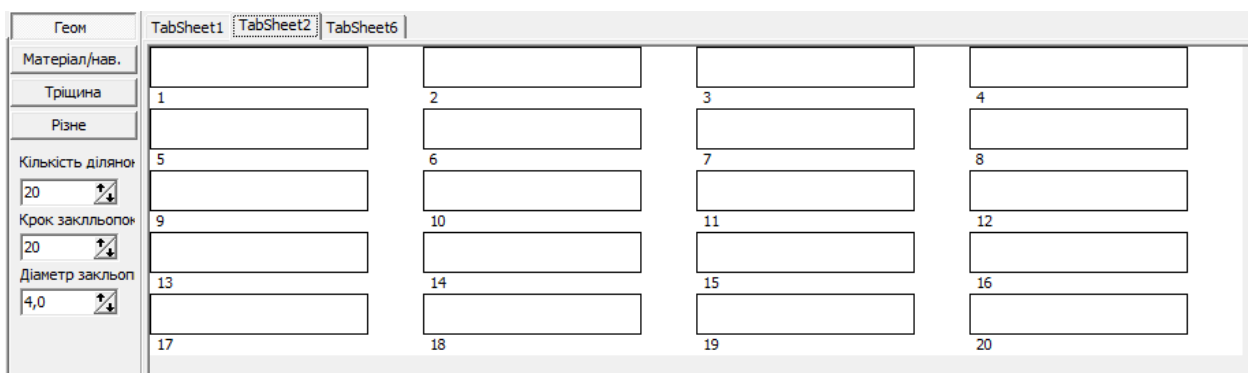 Геом
Матеріал/нав.
Тріщина
Різне
Кількість діляно
20
Крок заклльопок
20
Діаметр закльоп
4,0
TabSheet1 TabSheet2 TabSheet6
1 2 3 4
5 6 7 8
9 10 11 12
13 14 15 16
17 18 19 20